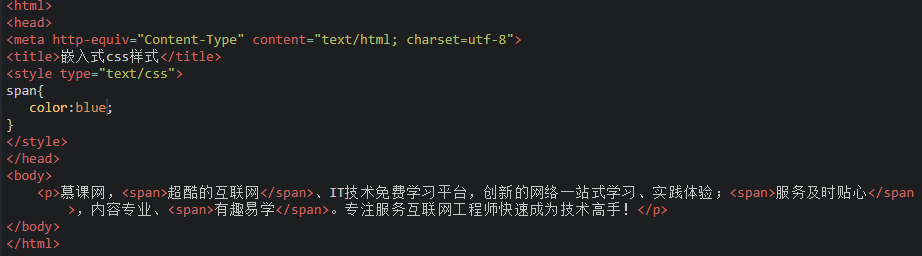 <html>
<head>
<meta http-equiv="Content-Type" content="text/html; charset=utf-8">
<title>嵌入式css样式</title>
<style type="text/css">
span{
   color:blue;
}
</style>
</head>
<body>
    <p>慕课网，<span>超酷的互联网</span>、IT技术免费学习平台，创新的网络一站式学习、实践体验；<span>服务及时贴心</span
        >，内容专业、<span>有趣易学</span>。专注服务互联网工程师快速成为技术高手！</p>
</body>
</html>